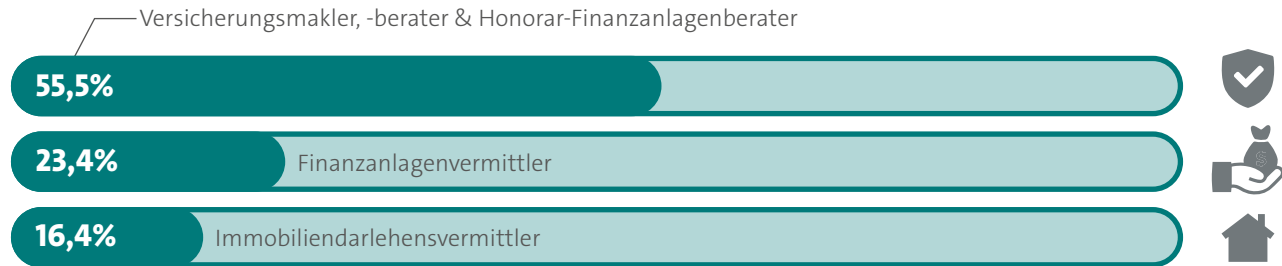 Versicherungsmakler, -berater & Honorar-Finanzanlagenberater
55,5%
23,4% Finanzanlagenvermittler
16,4% Immobiliendarlehensvermittler